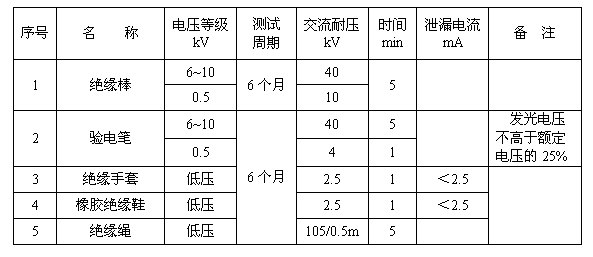 序号 名 称 电压等级 kV 测试周期 交流耐压 kV 时间 min 泄漏电流 mA 备 注
1 绝缘棒 6~10 6 个月 40 5
0.5 10
2 验电笔 6~10 6 个月 40 5 发光电压不高于额定电压的 25%
0.5 4 1
3 绝缘手套 低压 2.5 1 ＜2.5
4 橡胶绝缘鞋 低压 2.5 1 ＜2.5
5 绝缘绳 低压 105/0.5m 5